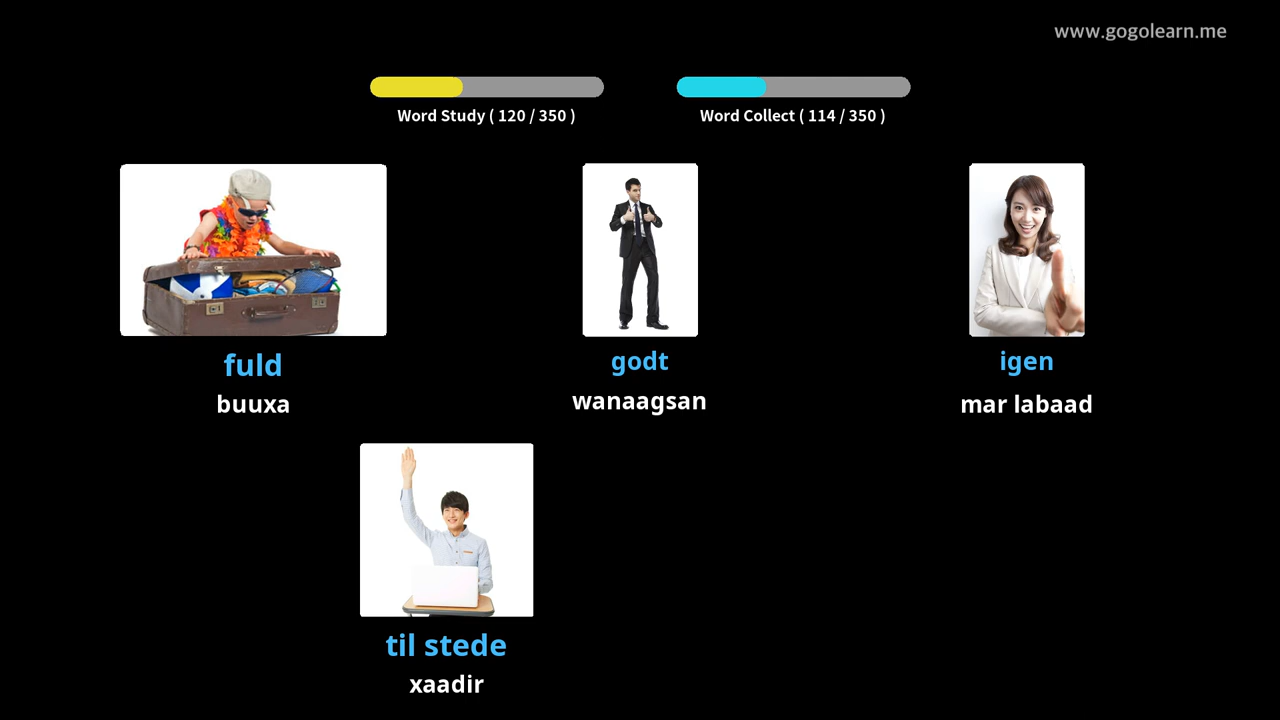 www.gogolearn.me
Word Study ( 120 / 350 )
Word Collect ( 114 / 350 )
fuld
buuxa
godt
wanaagsan
igen
mar labaad
til stede
xaadir